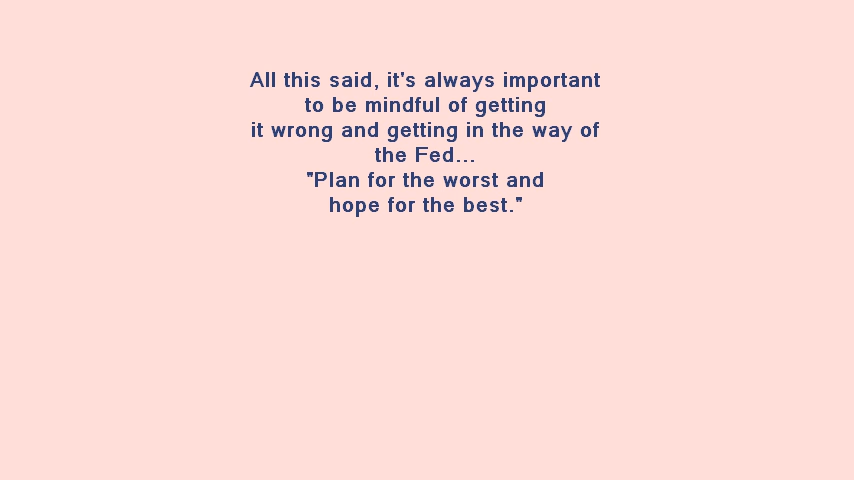 All this said, it's always important
to be mindful of getting
it wrong and getting in the way of
the Fed...
"Plan for the worst and
hope for the best."